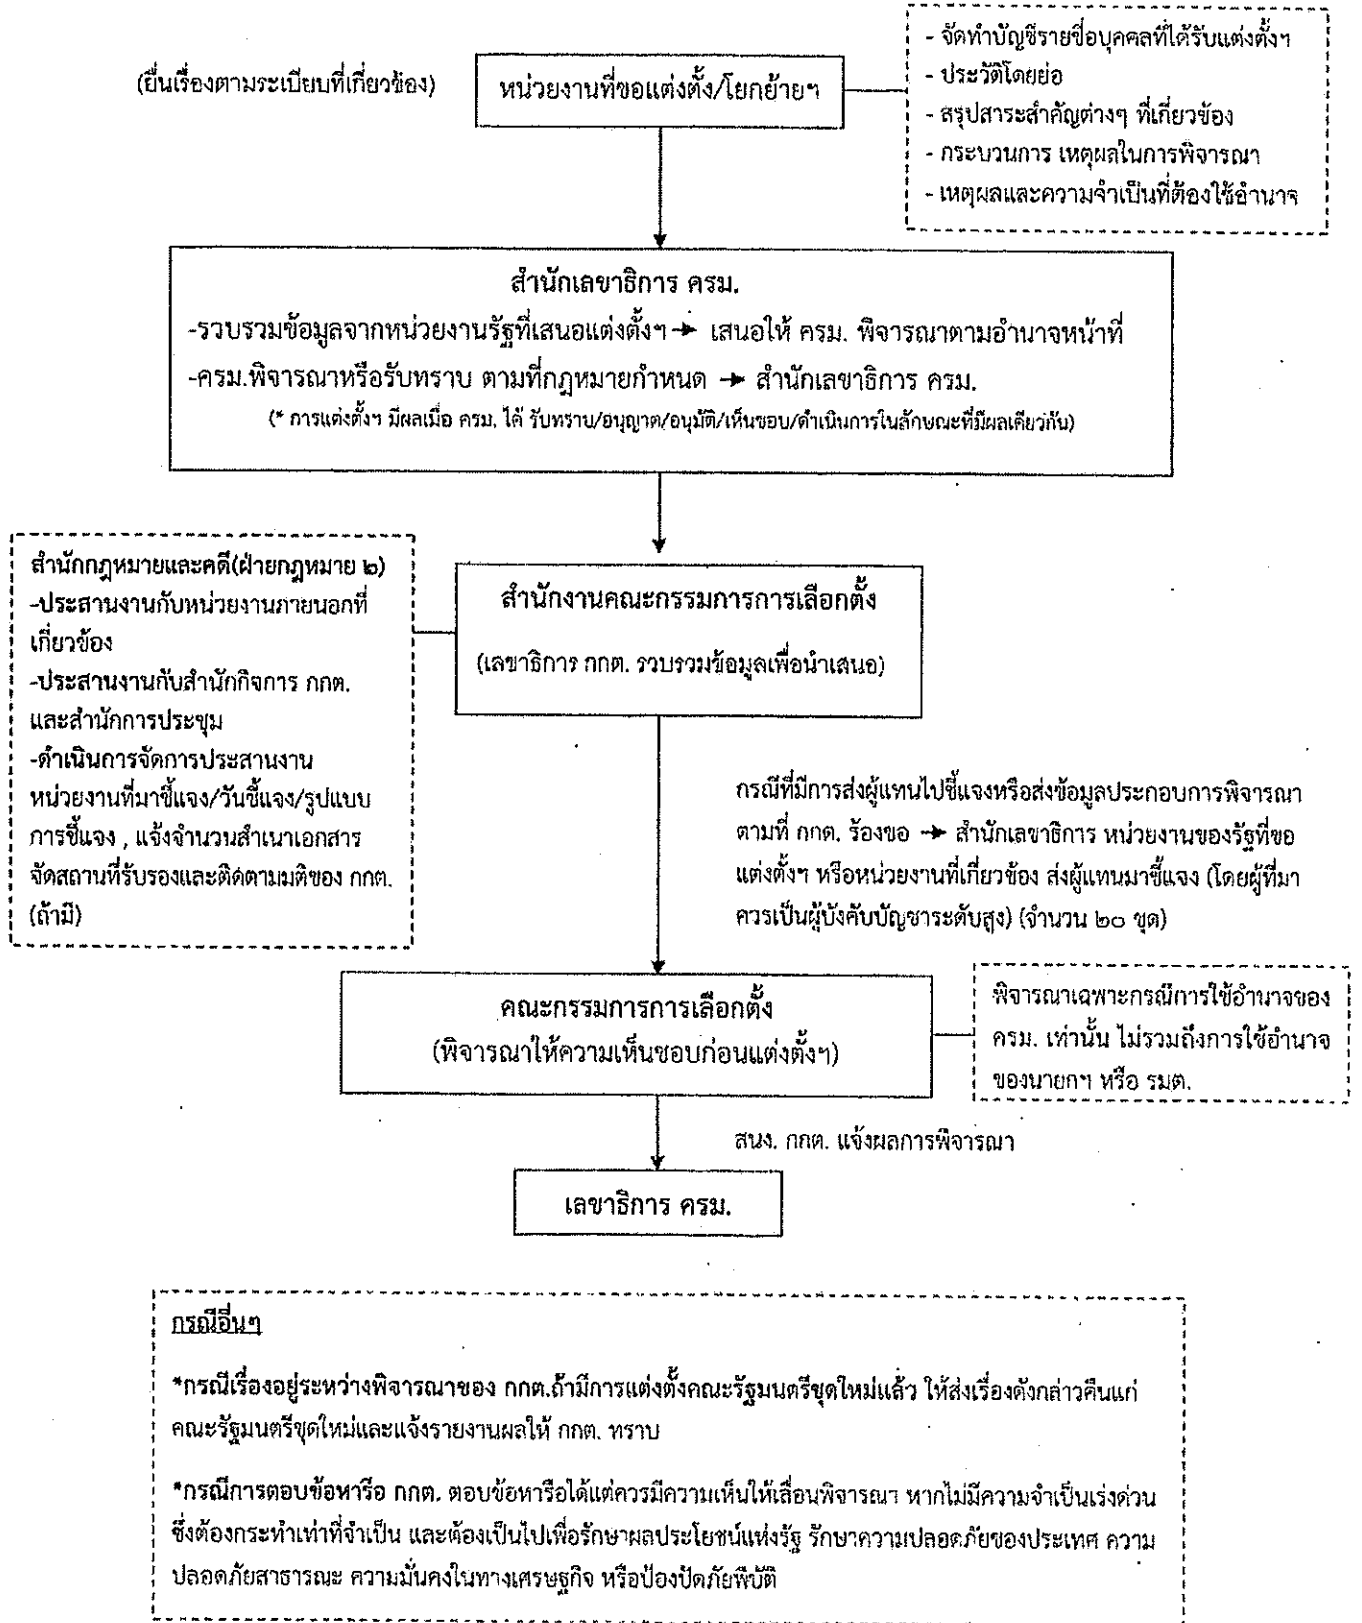 (ยื่นเรื่องตามระเบียบที่เกี่ยวข้อง)
หน่วยงานที่ขอแต่งตั้ง/โยกย้ายฯ
- จัดทำบัญชีรายชื่อบุคคลที่ได้รับแต่งตั้งฯ
- ประวัติโดยย่อ
- สรุปสาระสำคัญต่างๆ ที่เกี่ยวข้อง
- กระบวนการ เหตุผลในการพิจารณา
- เหตุผลและความจำเป็นที่ต้องใช้อำนาจ
สำนักเลขาธิการ ครม.
-รวบรวมข้อมูลจากหน่วยงานรัฐที่เสนอแต่งตั้งฯ → เสนอให้ ครม. พิจารณาตามอำนาจหน้าที่
-ครม.พิจารณาหรือรับทราบ ตามที่กฎหมายกำหนด → สำนักเลขาธิการ ครม.
(* การแต่งตั้งฯ มีผลเมื่อ ครม. ได้ รับทราบ/อนุญาต/อนุมัติ/เห็นชอบ/ดำเนินการในลักษณะที่มีผลเดียวกัน)
สำนักกฎหมายและคดี(ฝ่ายกฎหมาย ๒)
-ประสานงานกับหน่วยงานภายนอกที่
เกี่ยวข้อง
-ประสานงานกับสำนักกิจการ กกต.
และสำนักการประชุม
-ดำเนินการจัดการประสานงาน
หน่วยงานที่มาชี้แจง/วันชี้แจง/รูปแบบ
การชี้แจง , แจ้งจำนวนสำเนาเอกสาร
จัดสถานที่รับรองและติดตามมติของ กกต.
(ถ้ามี)
สำนักงานคณะกรรมการการเลือกตั้ง
(เลขาธิการ กกต. รวบรวมข้อมูลเพื่อนำเสนอ)
กรณีที่มีการส่งผู้แทนไปชี้แจงหรือส่งข้อมูลประกอบการพิจารณา
ตามที่ กกต. ร้องขอ → สำนักเลขาธิการ หน่วยงานของรัฐที่ขอ
แต่งตั้งฯ หรือหน่วยงานที่เกี่ยวข้อง ส่งผู้แทนมาชี้แจง (โดยผู้ที่มา
ควรเป็นผู้บังคับบัญชาระดับสูง) (จำนวน ๒๐ ชุด)
คณะกรรมการการเลือกตั้ง
(พิจารณาให้ความเห็นชอบก่อนแต่งตั้งฯ)
พิจารณาเฉพาะกรณีการใช้อำนาจของ
ครม. เท่านั้น ไม่รวมถึงการใช้อำนาจ
ของนายกฯ หรือ รมต.
สนง. กกต. แจ้งผลการพิจารณา
เลขาธิการ ครม.
กรณีอื่นๆ
*กรณีเรื่องอยู่ระหว่างพิจารณาของ กกต.ถ้ามีการแต่งตั้งคณะรัฐมนตรีชุดใหม่แล้ว ให้ส่งเรื่องดังกล่าวคืนแก่
คณะรัฐมนตรีชุดใหม่และแจ้งรายงานผลให้ กกต. ทราบ
*กรณีการตอบข้อหารือ กกต. ตอบข้อหารือได้แต่ควรมีความเห็นให้เลื่อนพิจารณา หากไม่มีความจำเป็นเร่งด่วน
ซึ่งต้องกระทำเท่าที่จำเป็น และต้องเป็นไปเพื่อรักษาผลประโยชน์แห่งรัฐ รักษาความปลอดภัยของประเทศ ความ
ปลอดภัยสาธารณะ ความมั่นคงในทางเศรษฐกิจ หรือป้องปัดภัยพิบัติ